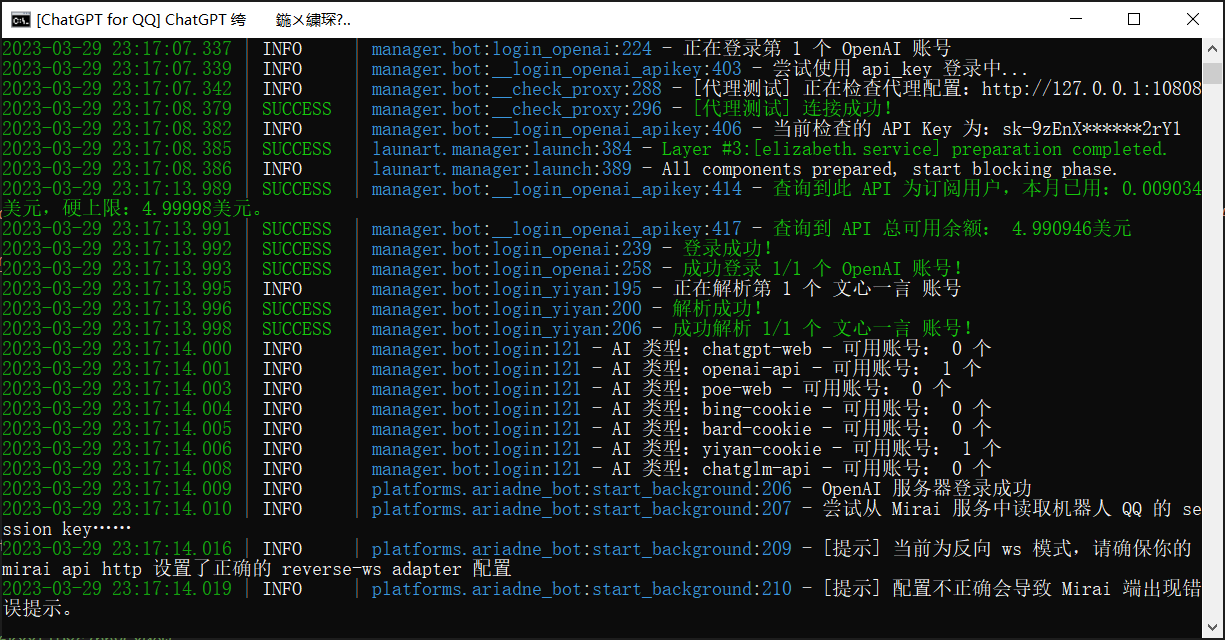 [ChatGPT for QQ] ChatGPT 绔 鍦ㄨ繍琛?..
2023-03-29 23:17:07.337 | INFO | manager.bot:login_openai:224 - 正在登录第 1 个 OpenAI 账号
2023-03-29 23:17:07.339 | INFO | manager.bot:__login_openai_apikey:403 - 尝试使用 api_key 登录中...
2023-03-29 23:17:07.342 | INFO | manager.bot:__check_proxy:288 - [代理测试] 正在检查代理配置：http://127.0.0.1:10808
2023-03-29 23:17:08.379 | SUCCESS | manager.bot:__check_proxy:296 - [代理测试] 连接成功！
2023-03-29 23:17:08.382 | INFO | manager.bot:__login_openai_apikey:406 - 当前检查的 API Key 为：sk-9zEnX******2rY1
2023-03-29 23:17:08.385 | SUCCESS | launart.manager:launch:384 - Layer #3:[elizabeth.service] preparation completed.
2023-03-29 23:17:08.386 | INFO | launart.manager:launch:389 - All components prepared, start blocking phase.
2023-03-29 23:17:13.989 | SUCCESS | manager.bot:__login_openai_apikey:414 - 查询到此 API 为订阅用户，本月已用：0.009034
美元，硬上限：4.99998美元。
2023-03-29 23:17:13.991 | SUCCESS | manager.bot:__login_openai_apikey:417 - 查询到 API 总可用余额： 4.990946美元
2023-03-29 23:17:13.992 | SUCCESS | manager.bot:login_openai:239 - 登录成功！
2023-03-29 23:17:13.993 | SUCCESS | manager.bot:login_openai:258 - 成功登录 1/1 个 OpenAI 账号！
2023-03-29 23:17:13.995 | INFO | manager.bot:login_yiyan:195 - 正在解析第 1 个 文心一言 账号
2023-03-29 23:17:13.996 | SUCCESS | manager.bot:login_yiyan:200 - 解析成功！
2023-03-29 23:17:13.998 | SUCCESS | manager.bot:login_yiyan:206 - 成功解析 1/1 个 文心一言 账号！
2023-03-29 23:17:14.000 | INFO | manager.bot:login:121 - AI 类型：chatgpt-web - 可用账号： 0 个
2023-03-29 23:17:14.001 | INFO | manager.bot:login:121 - AI 类型：openai-api - 可用账号： 1 个
2023-03-29 23:17:14.003 | INFO | manager.bot:login:121 - AI 类型：poe-web - 可用账号： 0 个
2023-03-29 23:17:14.004 | INFO | manager.bot:login:121 - AI 类型：bing-cookie - 可用账号： 0 个
2023-03-29 23:17:14.005 | INFO | manager.bot:login:121 - AI 类型：bard-cookie - 可用账号： 0 个
2023-03-29 23:17:14.006 | INFO | manager.bot:login:121 - AI 类型：yiyan-cookie - 可用账号： 1 个
2023-03-29 23:17:14.008 | INFO | manager.bot:login:121 - AI 类型：chatglm-api - 可用账号： 0 个
2023-03-29 23:17:14.009 | INFO | platforms.ariadne_bot:start_background:206 - OpenAI 服务器登录成功
2023-03-29 23:17:14.010 | INFO | platforms.ariadne_bot:start_background:207 - 尝试从 Mirai 服务中读取机器人 QQ 的 se
ssion key……
2023-03-29 23:17:14.016 | INFO | platforms.ariadne_bot:start_background:209 - [提示] 当前为反向 ws 模式，请确保你的
mirai api http 设置了正确的 reverse-ws adapter 配置
2023-03-29 23:17:14.019 | INFO | platforms.ariadne_bot:start_background:210 - [提示] 配置不正确会导致 Mirai 端出现错
误提示。